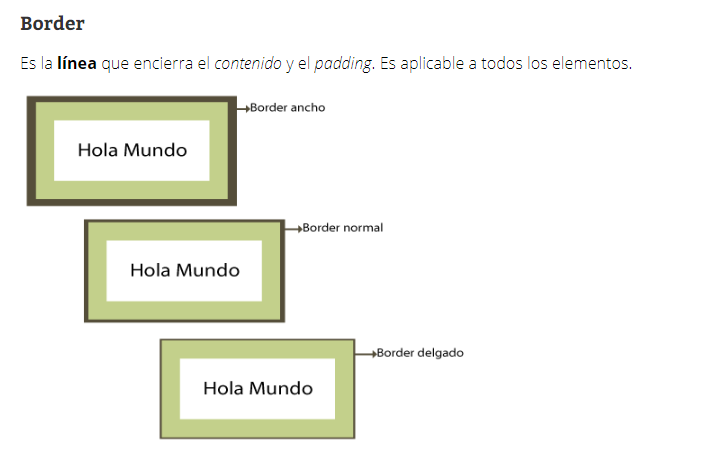 Border
Es la línea que encierra el contenido y el padding. Es aplicable a todos los elementos.
Border ancho
Hola Mundo
Border normal
Hola Mundo
Border delgado
Hola Mundo